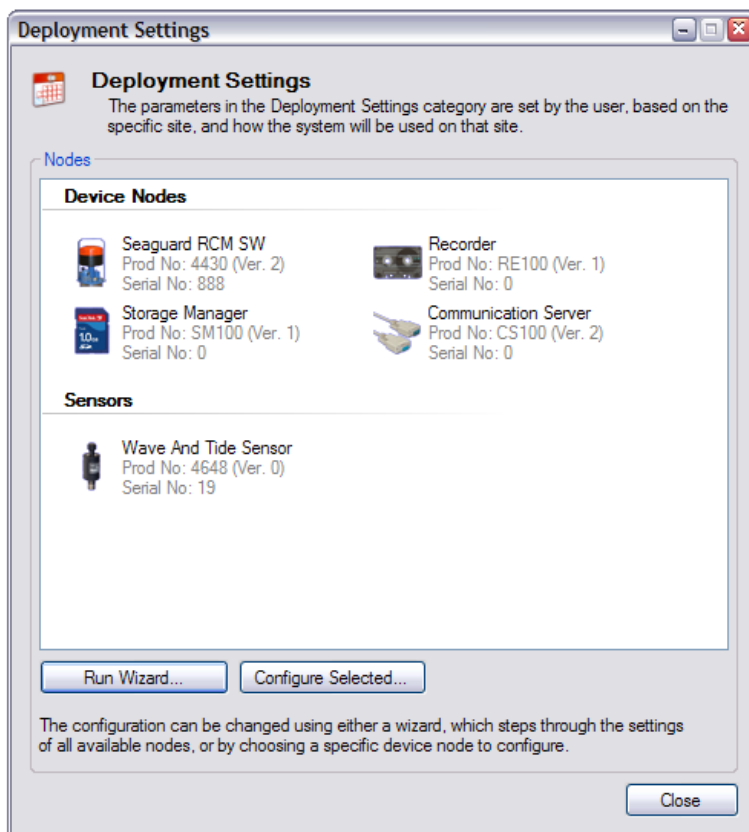 Deployment Settings
Deployment Settings
The parameters in the Deployment Settings category are set by the user, based on the
specific site, and how the system will be used on that site.
Nodes
Device Nodes
Seaguard RCM SW
Prod No: 4430 (Ver. 2)
Serial No: 888
Recorder
Prod No: RE100 (Ver. 1)
Serial No: 0
Storage Manager
Prod No: SM100 (Ver. 1)
Serial No: 0
Communication Server
Prod No: CS100 (Ver. 2)
Serial No: 0
Sensors
Wave And Tide Sensor
Prod No: 4648 (Ver. 0)
Serial No: 19
Run Wizard...
Configure Selected...
The configuration can be changed using either a wizard, which steps through the settings
of all available nodes, or by choosing a specific device node to configure.
Close